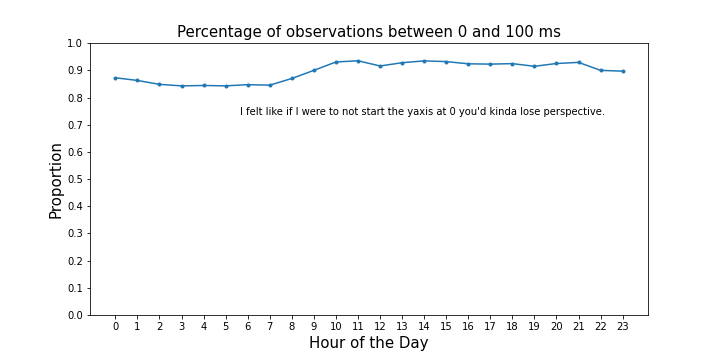 Percentage of observations between 0 and 100 ms
1.0
0.9
0.8
0.7
0.6
0.5
0.4
0.3
0.2
0.1
0.0
I felt like if I were to not start the yaxis at 0 you'd kinda lose perspective.
Proportion
0 1 2 3 4 5 6 7 8 9 10 11 12 13 14 15 16 17 18 19 20 21 22 23
Hour of the Day